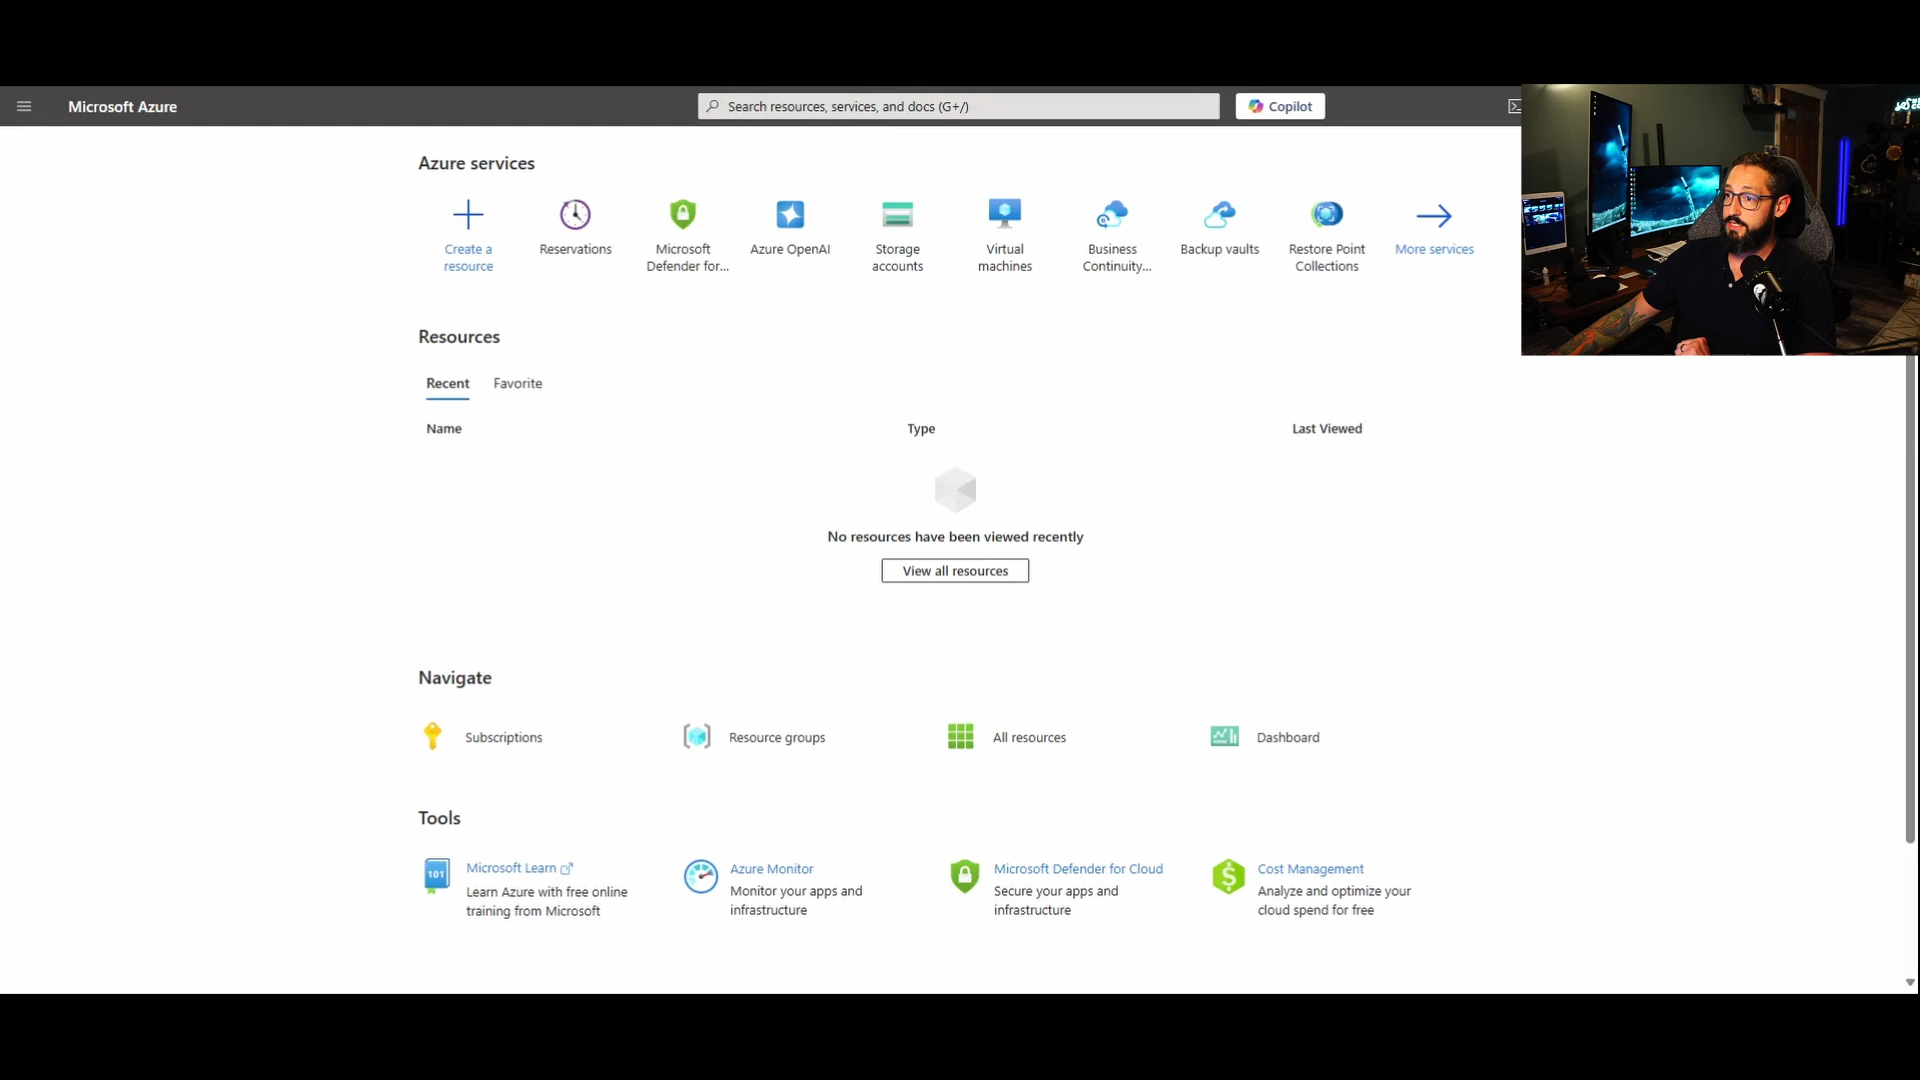 Microsoft Azure
Search resources, services, and docs (G+/)
Copilot
Azure services
Create a
resource
Reservations
Microsoft
Defender for...
Azure OpenAI
Storage
accounts
Virtual
machines
Business
Continuity...
Backup vaults
Restore Point
Collections
More services
Resources
Recent
Favorite
Name
Type
Last Viewed
No resources have been viewed recently
View all resources
Navigate
Subscriptions
Resource groups
All resources
Dashboard
Tools
101
Microsoft Learn
Learn Azure with free online
training from Microsoft
Azure Monitor
Monitor your apps and
infrastructure
Microsoft Defender for Cloud
Secure your apps and
infrastructure
Cost Management
Analyze and optimize your
cloud spend for free